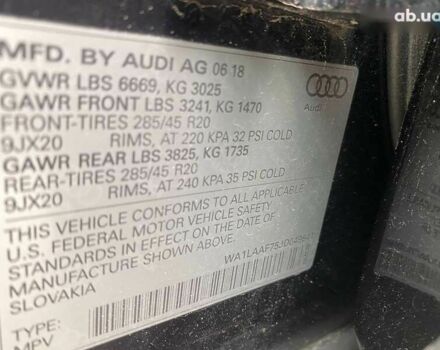 ab.ua
MFD. BY AUDI AG 06 18
GVWR LBS 6669, KG 3025
GAWR FRONT LBS 3241, KG 1470
FRONT-TIRES 285/45 R20
9JX20 RIMS, AT 220 KPA 32 PSI COLD
GAWR REAR LBS 3825, KG 1735
REAR-TIRES 285/45 R20
9JX20 RIMS, AT 240 KPA 35 PSI COLD
Audi
THIS VEHICLE CONFORMS TO ALL APPLICABLE
U.S. FEDERAL MOTOR VEHICLE SAFETY
STANDARDS IN EFFECT ON THE DATE OF
MANUFACTURE SHOWN ABOVE.
SLOVAKIA
TYPE:
MPV